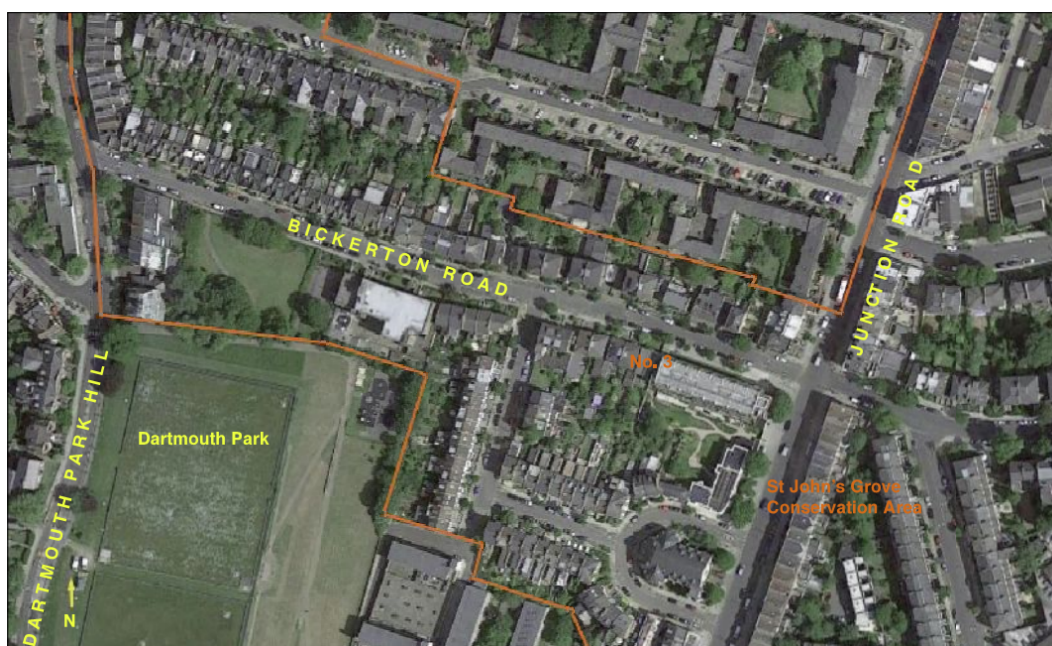 BICKERTON ROAD
JUNCTION ROAD
No. 3
DARTMOUTH PARK HILL
Dartmouth Park
St John's Grove
Conservation Area
N